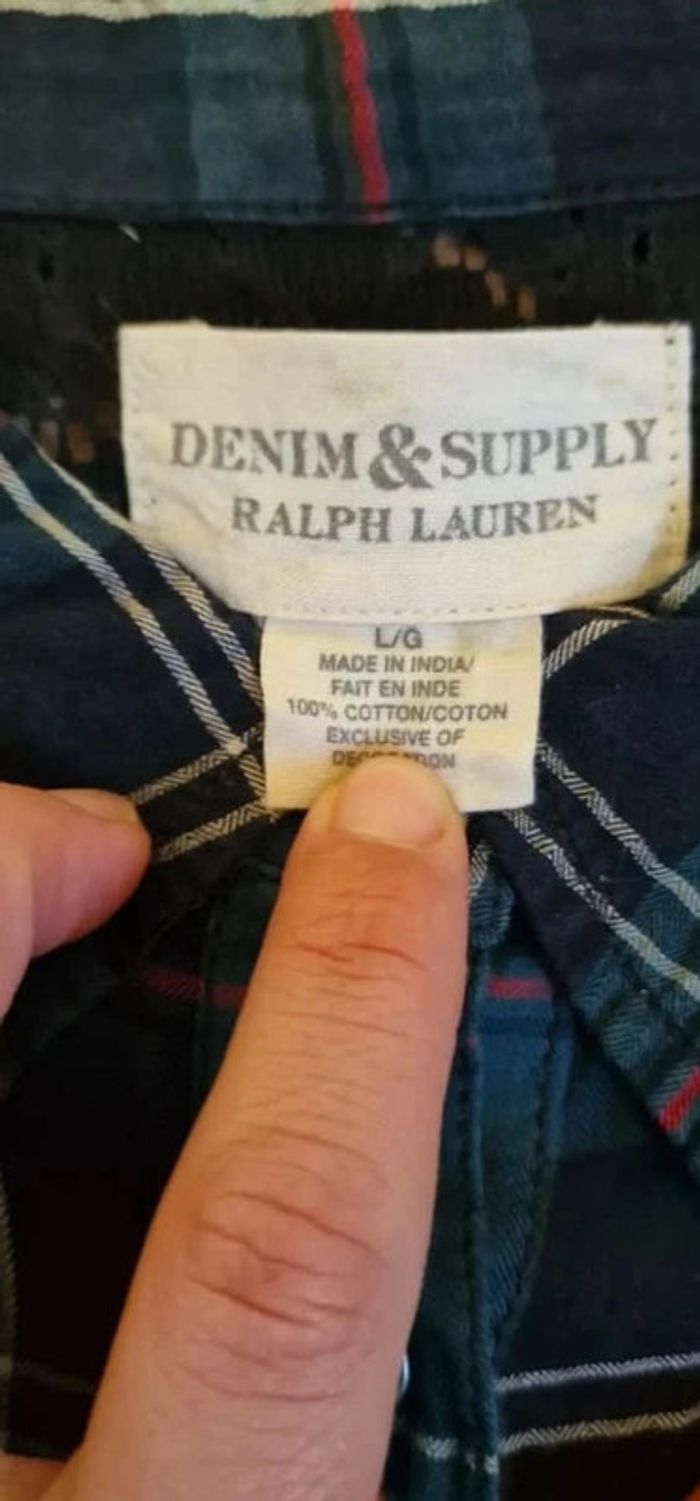 DENIM & SUPPLY
RALPH LAUREN
L/G
MADE IN INDIA/
FAIT EN INDE
100% COTTON/COTON
EXCLUSIVE OF